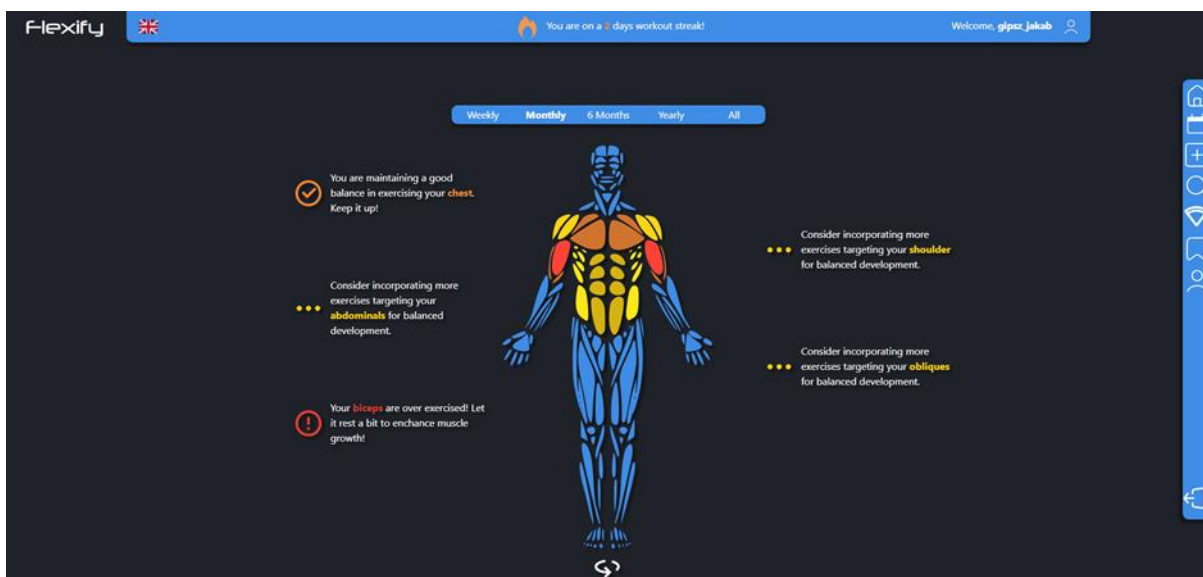 Flexify
You are on a 2 days workout streak!
Welcome, gipsz_jakab
Weekly Monthly 6 Months Yearly All
You are maintaining a good
balance in exercising your chest.
Keep it up!
Consider incorporating more
exercises targeting your
abdominals for balanced
development.
Your biceps are over exercised! Let
it rest a bit to enchance muscle
growth!
Consider incorporating more
exercises targeting your shoulder
for balanced development.
Consider incorporating more
exercises targeting your obliques
for balanced development.